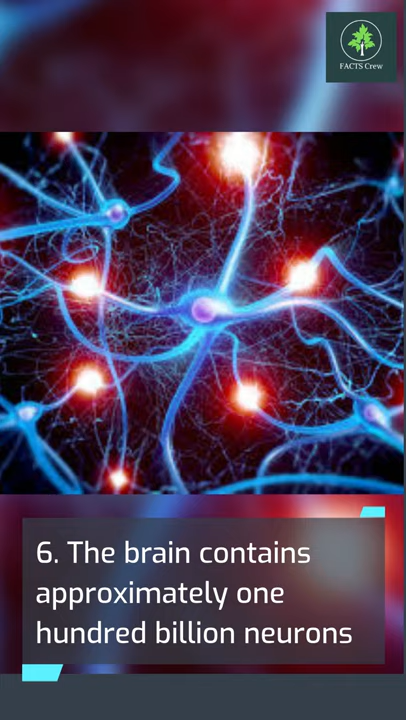 FACTS Crew
6. The brain contains
approximately one
hundred billion neurons